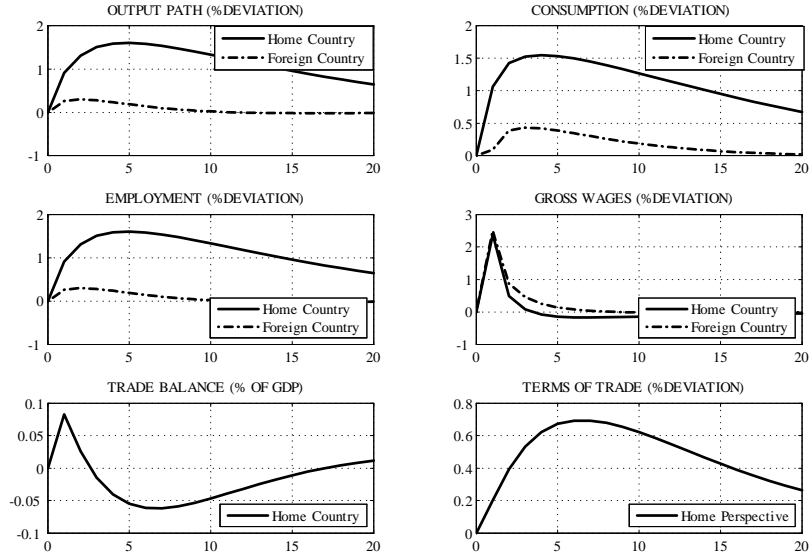 OUTPUT PATH (%DEVIATION)
2
1
0
-1
0 5 10 15 20
Home Country
Foreign Country
CONSUMPTION (%DEVIATION)
2
1.5
1
0.5
0
0 5 10 15 20
Home Country
Foreign Country
EMPLOYMENT (%DEVIATION)
2
1
0
-1
0 5 10 15 20
Home Country
Foreign Country
GROSS WAGES (%DEVIATION)
3
2
1
0
-1
0 5 10 15 20
Home Country
Foreign Country
TRADE BALANCE (% OF GDP)
0.1
0.05
0
-0.05
-0.1
0 5 10 15 20
Home Country
TERMS OF TRADE (%DEVIATION)
0.8
0.6
0.4
0.2
0
0 5 10 15 20
Home Perspective